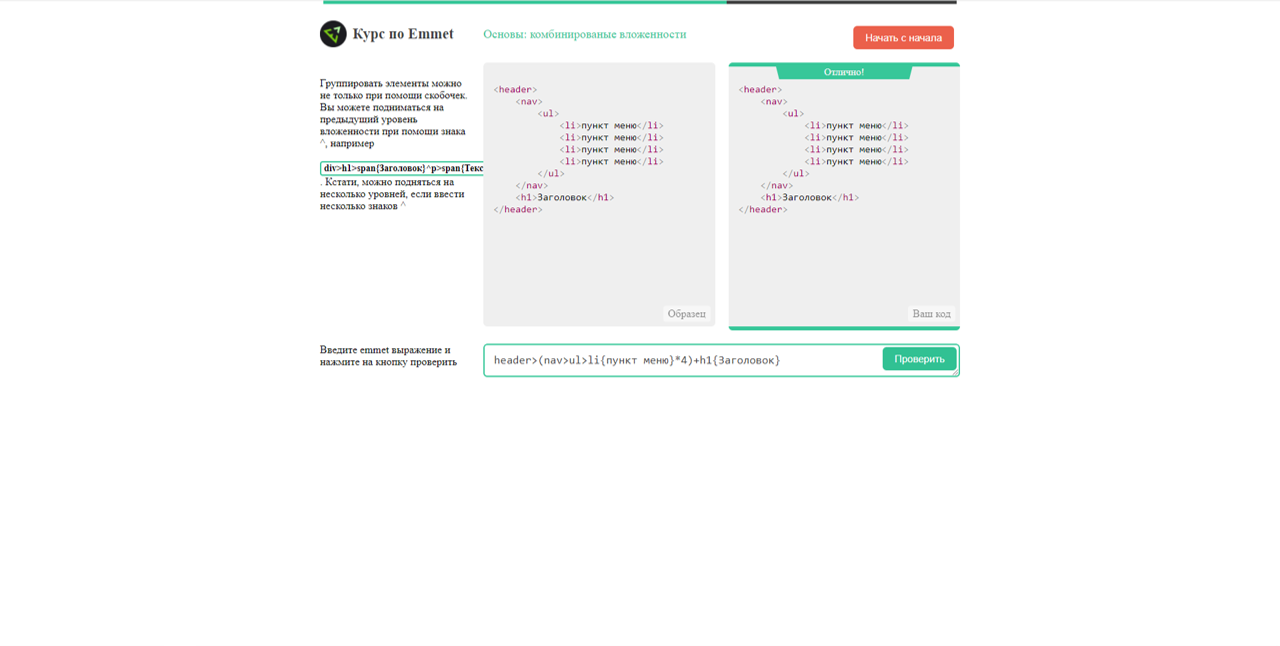 Курс по Emmet
Основы: комбинированые вложенности
Начать с начала
Группировать элементы можно
не только при помощи скобочек.
Вы можете подниматься на
предыдущий уровень
вложенности при помощи знака
^, например
div>h1>span{Заголовок}^p>span{Текс
. Кстати, можно подняться на
несколько уровней, если ввести
несколько знаков ^
<header>
    <nav>
        <ul>
            <li>пункт меню</li>
            <li>пункт меню</li>
            <li>пункт меню</li>
            <li>пункт меню</li>
        </ul>
    </nav>
    <h1>Заголовок</h1>
</header>
Образец
Отлично!
<header>
    <nav>
        <ul>
            <li>пункт меню</li>
            <li>пункт меню</li>
            <li>пункт меню</li>
            <li>пункт меню</li>
        </ul>
    </nav>
    <h1>Заголовок</h1>
</header>
Ваш код
Введите emmet выражение и
нажмите на кнопку проверить
header>(nav>ul>li{пункт меню}*4)+h1{Заголовок}
Проверить